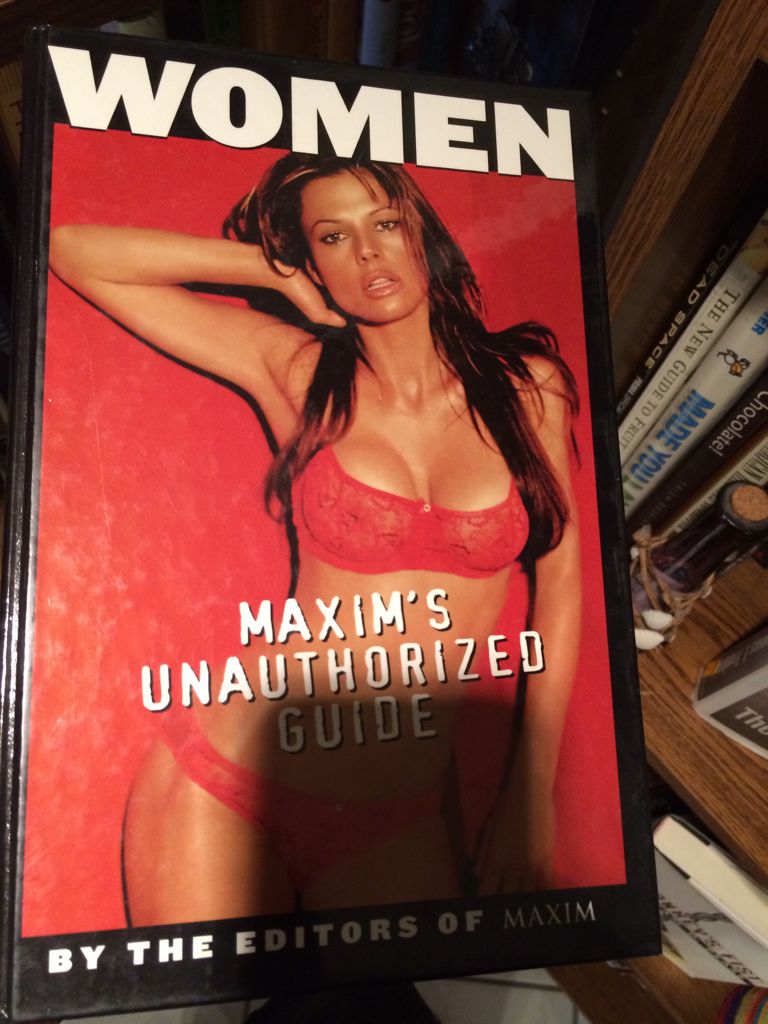 WOMEN
MAXIM'S
UNAUTHORIZED
GUIDE
BY THE EDITORS OF MAXIM
DEAD SPACE
THE NEW GUIDE TO FRUIT
MADE YOU
Chocolate!